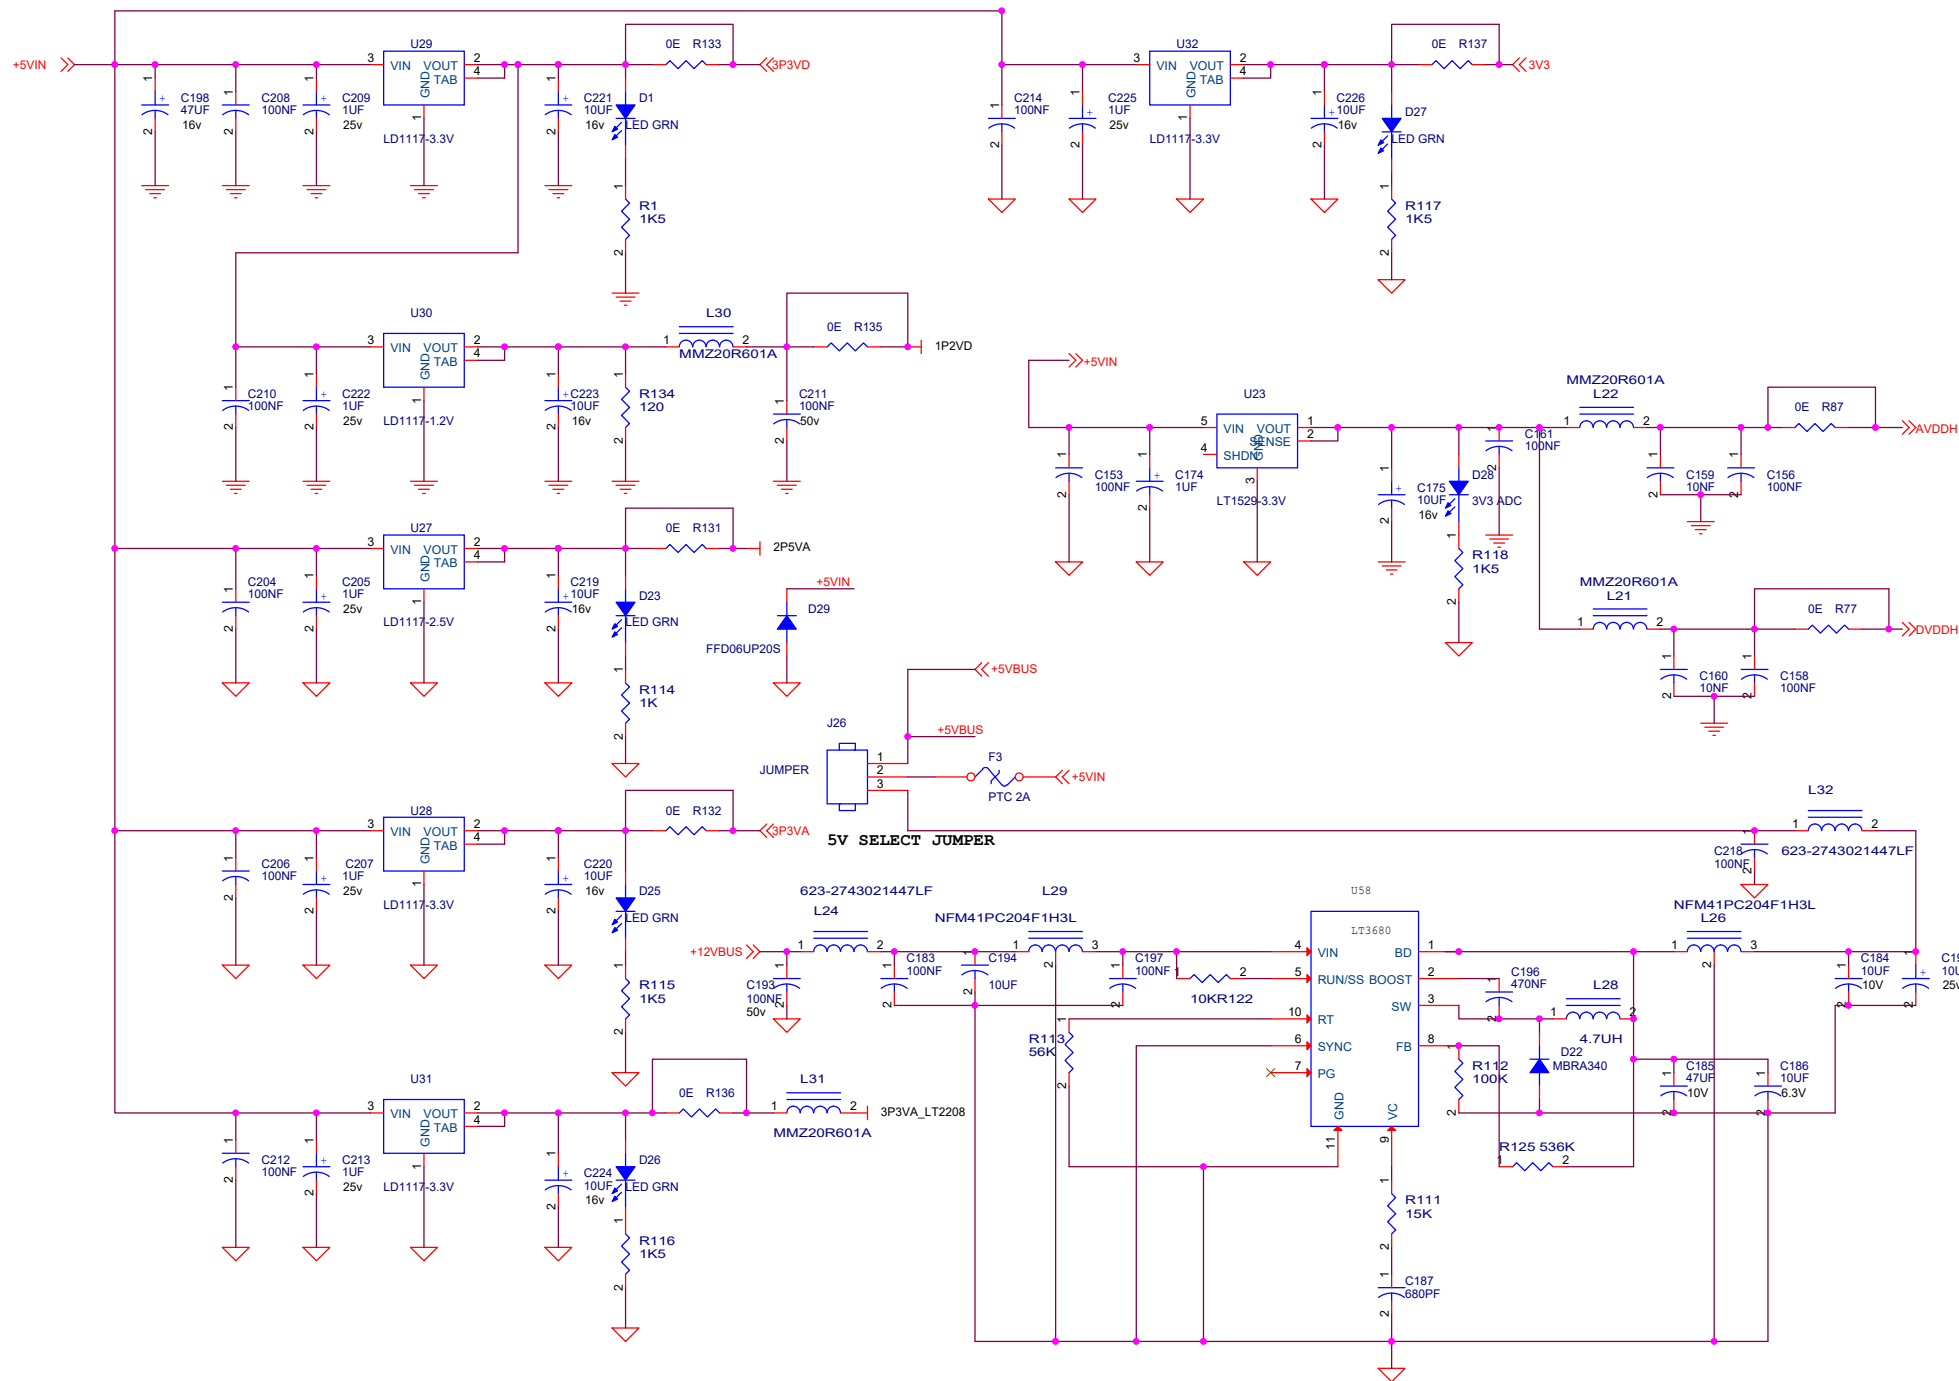 +5VIN
C198
47UF
16v
C208
100NF
C209
1UF
25v
U29
VIN VOUT
TAB
GND
LD1117-3.3V
C221
10UF
16v
D1
LED GRN
R1
1K5
0E R133
3P3VD
C214
100NF
C225
1UF
25v
U32
VIN VOUT
TAB
GND
LD1117-3.3V
C226
10UF
16v
D27
LED GRN
R117
1K5
0E R137
3V3
C210
100NF
C222
1UF
25v
U30
VIN VOUT
TAB
GND
LD1117-1.2V
C223
10UF
16v
R134
120
L30
MMZ20R601A
C211
100NF
50v
0E R135
1P2VD
+5VIN
C153
100NF
C174
1UF
U23
VIN VOUT
SENSE
SHDN
GND
LT1529-3.3V
C175
10UF
16v
D28
3V3 ADC
R118
1K5
C161
100NF
MMZ20R601A
L22
C159
10NF
C156
100NF
0E R87
AVDDH
MMZ20R601A
L21
C160
10NF
C158
100NF
0E R77
DVDDH
C204
100NF
C205
1UF
25v
U27
VIN VOUT
TAB
GND
LD1117-2.5V
C219
10UF
16v
D23
LED GRN
R114
1K
0E R131
2P5VA
+5VIN
D29
FFD06UP20S
+5VBUS
+5VBUS
J26
JUMPER
1
2
3
F3
PTC 2A
+5VIN
5V SELECT JUMPER
C206
100NF
C207
1UF
25v
U28
VIN VOUT
TAB
GND
LD1117-3.3V
C220
10UF
16v
D25
LED GRN
R115
1K5
0E R132
3P3VA
L32
623-2743021447LF
C218
100NF
+12VBUS
623-2743021447LF
L24
C193
100NF
50v
C183
100NF
C194
10UF
L29
NFM41PC204F1H3L
C197
100NF
10KR122
R113
56K
U58
LT3680
4 VIN
5 RUN/SS
10 RT
6 SYNC
7 PG
GND
11
VC
9
BD 1
BOOST 2
SW 3
FB 8
C196
470NF
L28
4.7UH
D22
MBRA340
R112
100K
R125 536K
C185
47UF
10V
C186
10UF
6.3V
NFM41PC204F1H3L
L26
C184
10UF
10V
R111
15K
C187
680PF
C212
100NF
C213
1UF
25v
U31
VIN VOUT
TAB
GND
LD1117-3.3V
C224
10UF
16v
D26
LED GRN
R116
1K5
0E R136
L31
MMZ20R601A
3P3VA_LT2208